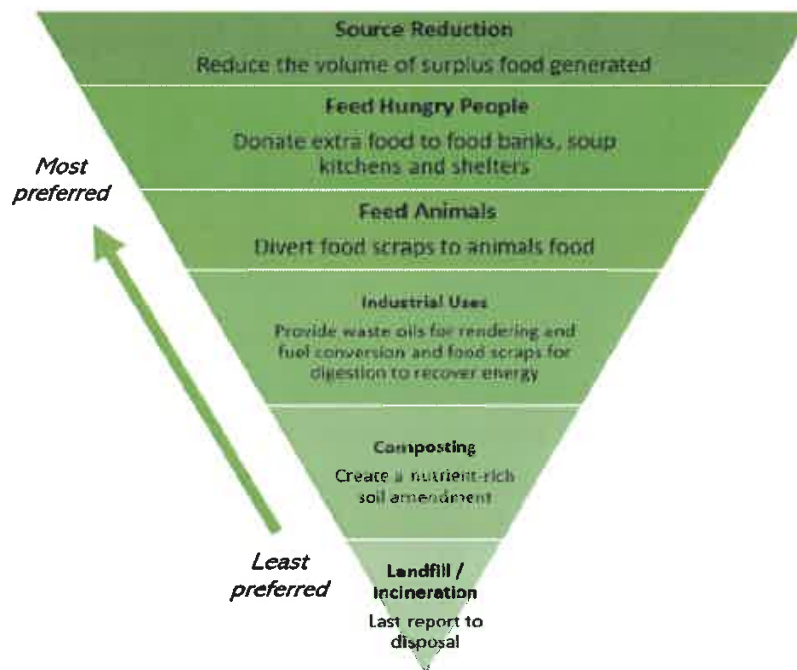 Source Reduction
Reduce the volume of surplus food generated
Feed Hungry People
Donate extra food to food banks, soup
kitchens and shelters
Most
preferred
Feed Animals
Divert food scraps to animals food
Industrial Uses
Provide waste oils for rendering and
fuel conversion and food scraps for
digestion to recover energy
Composting
Create a nutrient-rich
soil amendment
Least
preferred
Landfill /
Incineration
Last report to
disposal